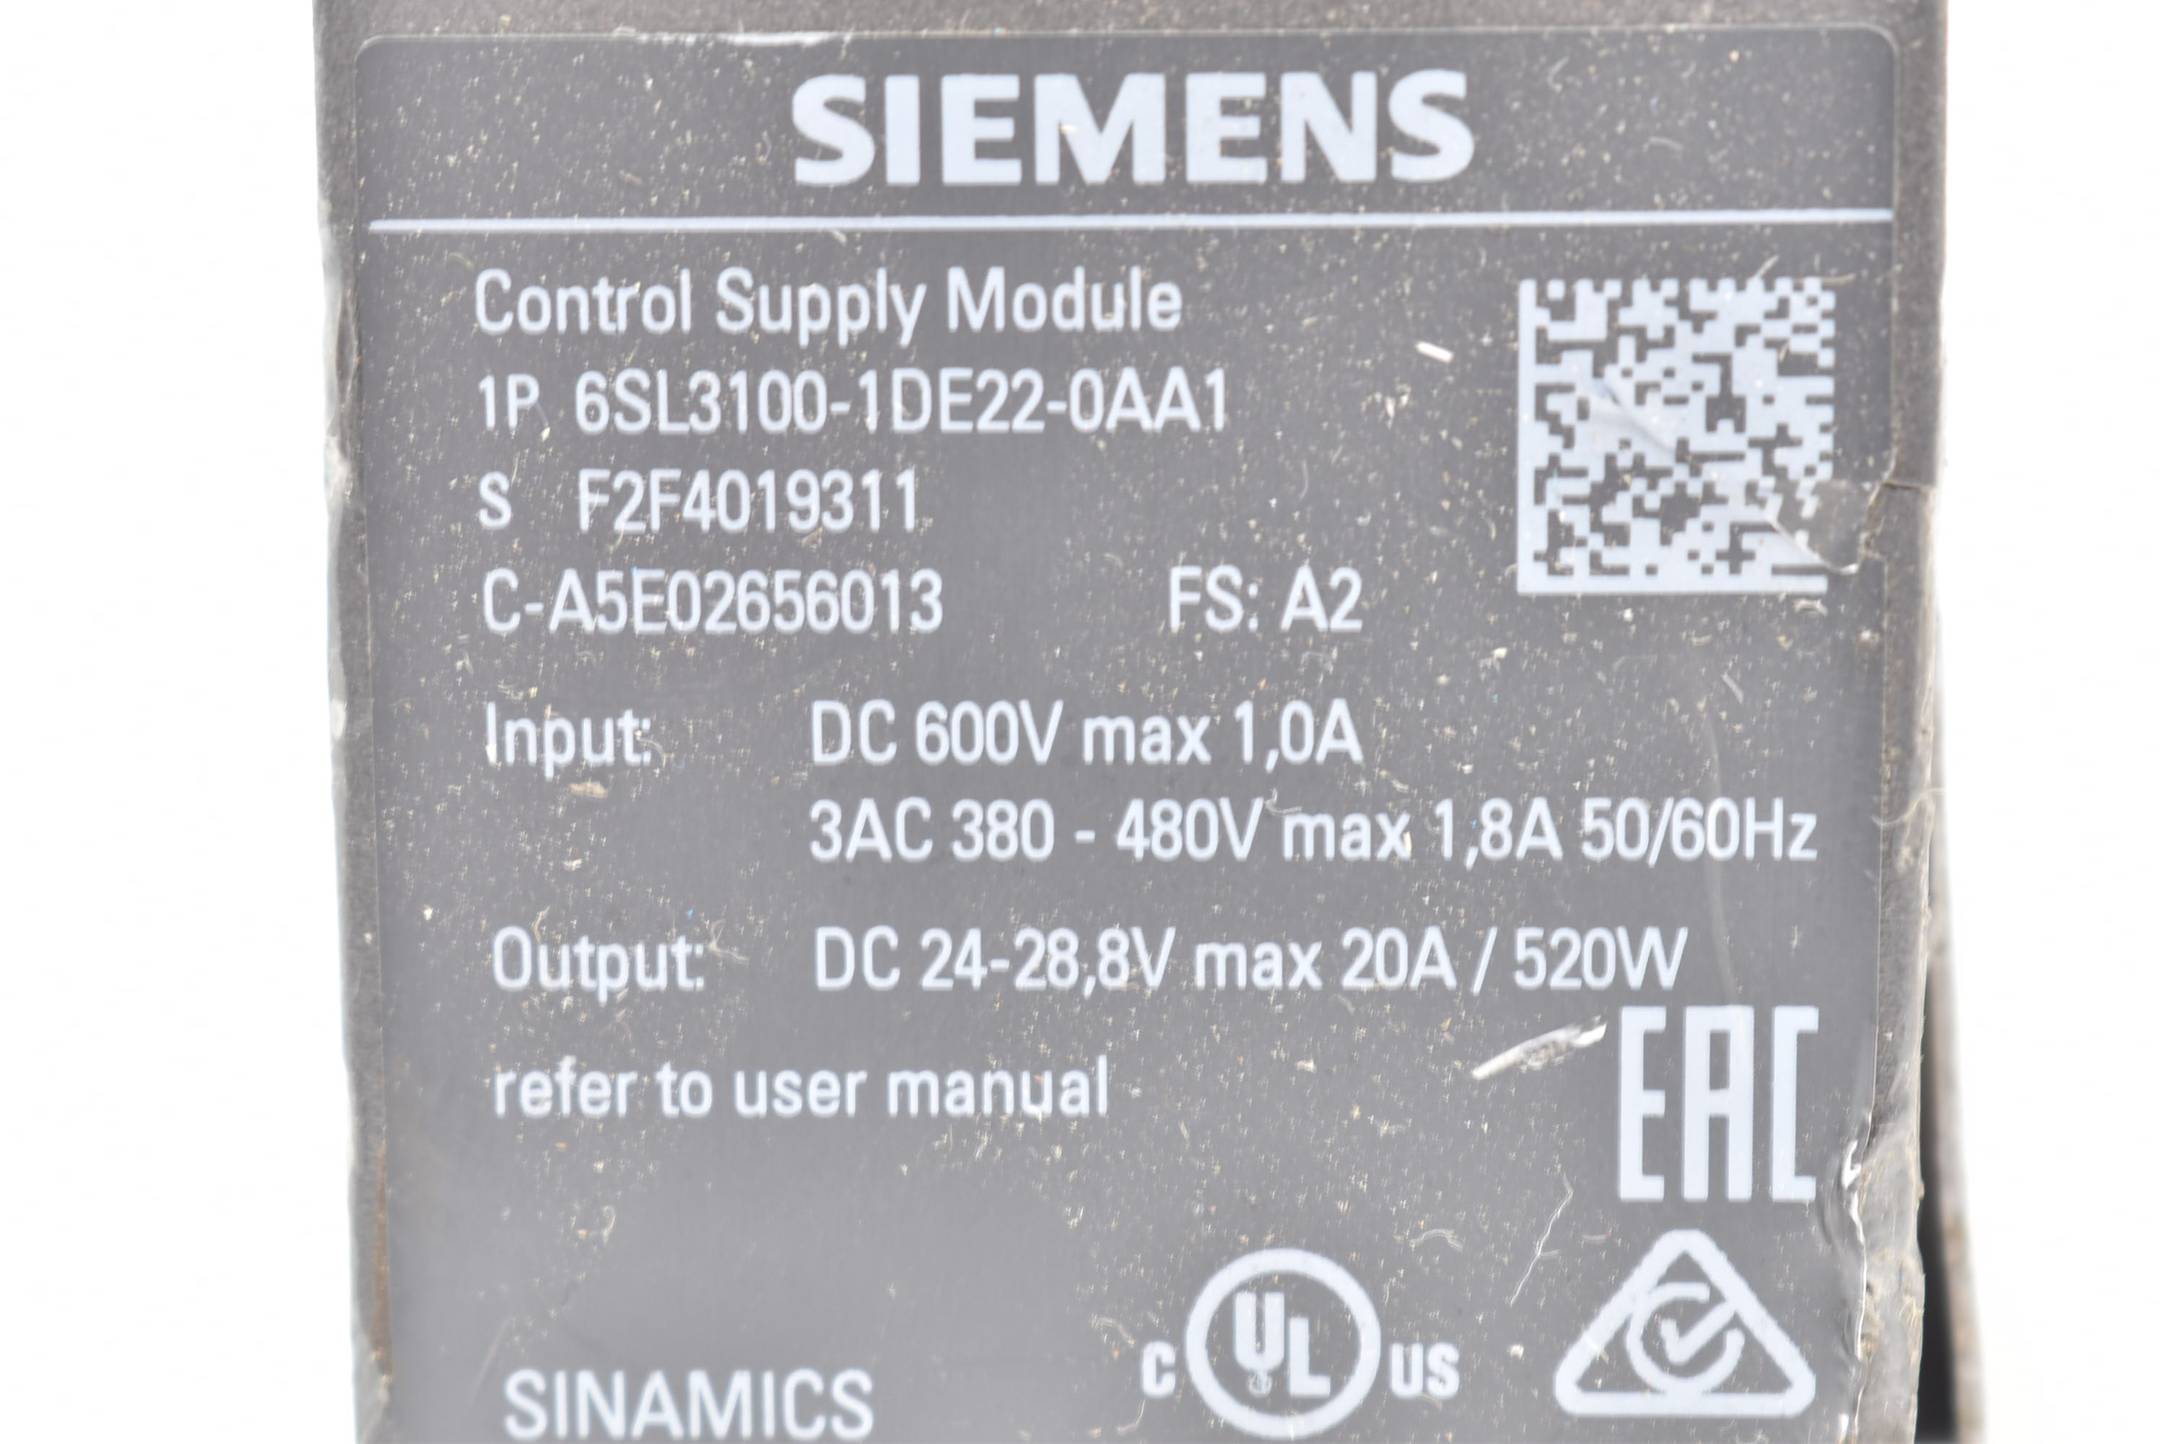 SIEMENS
Control Supply Module
1P 6SL3100-1DE22-0AA1
S F2F4019311
C-A5E02656013 FS: A2
Input: DC 600V max 1,0A
3AC 380 - 480V max 1,8A 50/60Hz
Output: DC 24-28,8V max 20A / 520W
refer to user manual
EAC
C UL US
SINAMICS